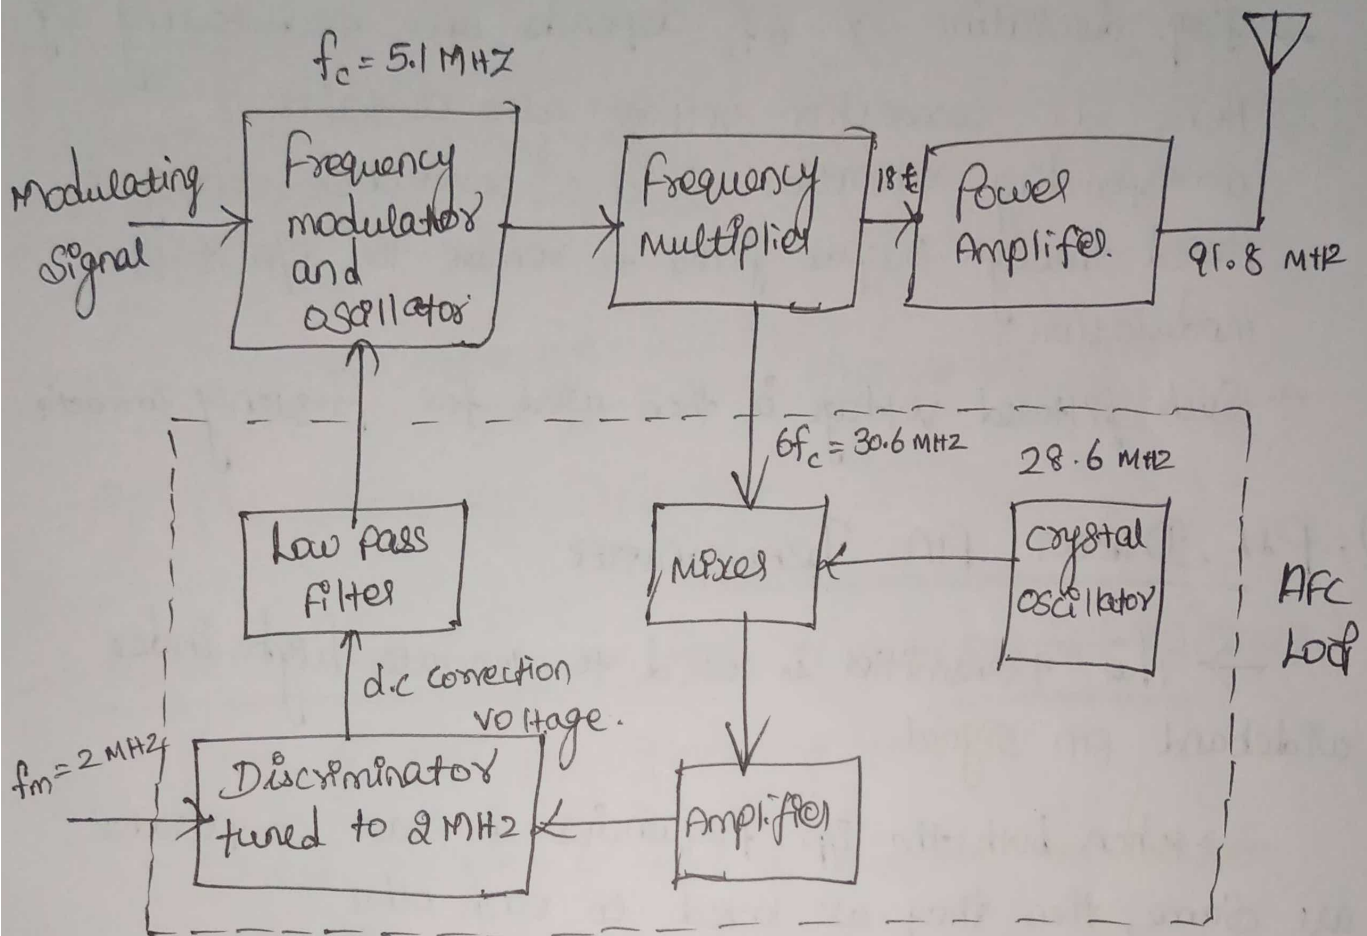 fc = 5.1 MHZ
Modulating
Signal
Frequency
modulator
and
oscillator
Frequency
Multiplier
18f
Power
Amplifer.
91.8 MHZ
6fc = 30.6 MHZ
28.6 MHZ
Low pass
filter
Mixer
crystal
oscillator
AFC
Loop
d.c correction
voltage.
fm = 2 MHZ
Discriminator
tuned to 2 MHZ
Amplifier